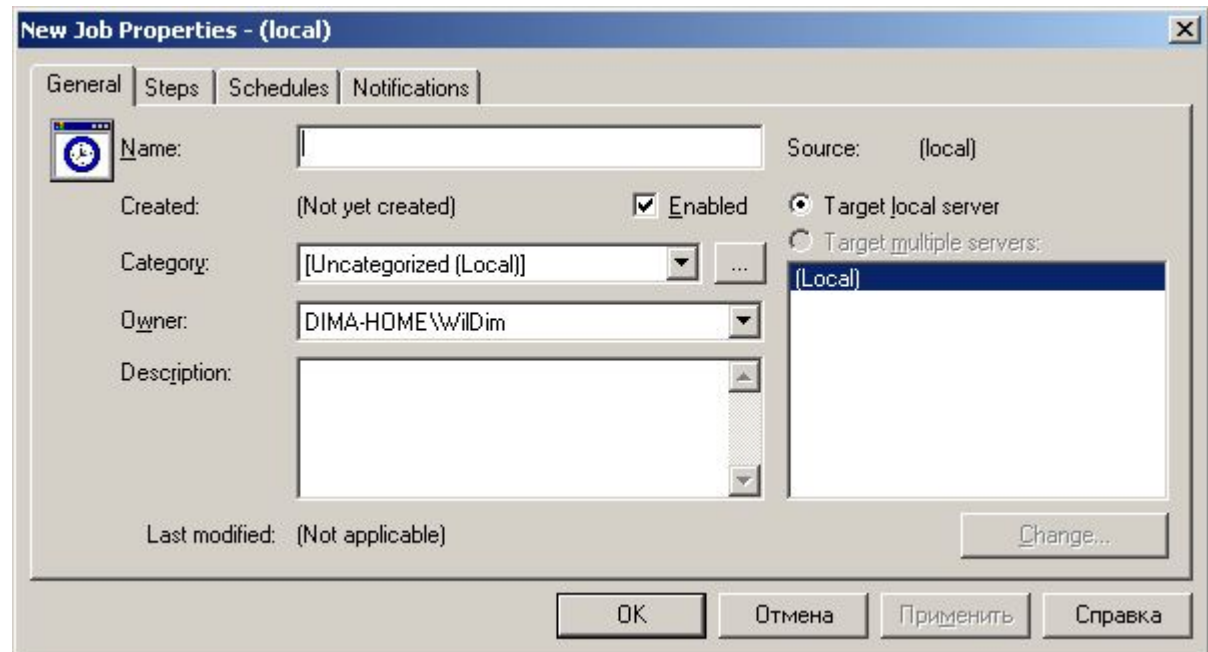 New Job Properties - (local)
General Steps Schedules Notifications
Name: Source: (local)
Created: (Not yet created) Enabled Target local server
Target multiple servers:
Category: [Uncategorized (Local)] ... (Local)
Owner: DIMA-HOME\WilDim
Description:
Last modified: (Not applicable) Change...
OK Отмена Применить Справка